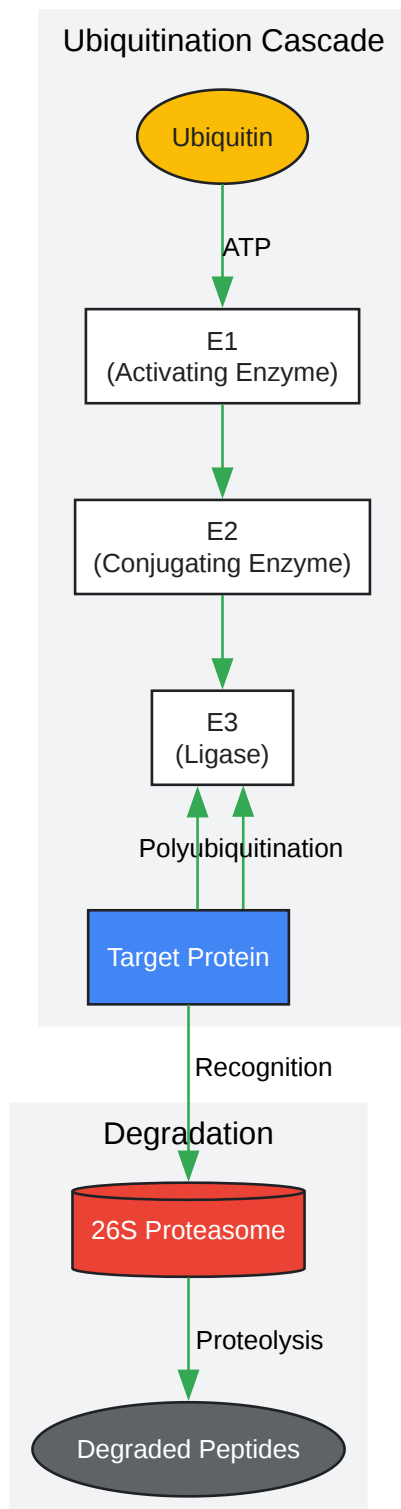 Ubiquitination Cascade
Ubiquitin
ATP
E1
(Activating Enzyme)
E2
(Conjugating Enzyme)
E3
(Ligase)
Polyubiquitination
Target Protein
Recognition
Degradation
26S Proteasome
Proteolysis
Degraded Peptides